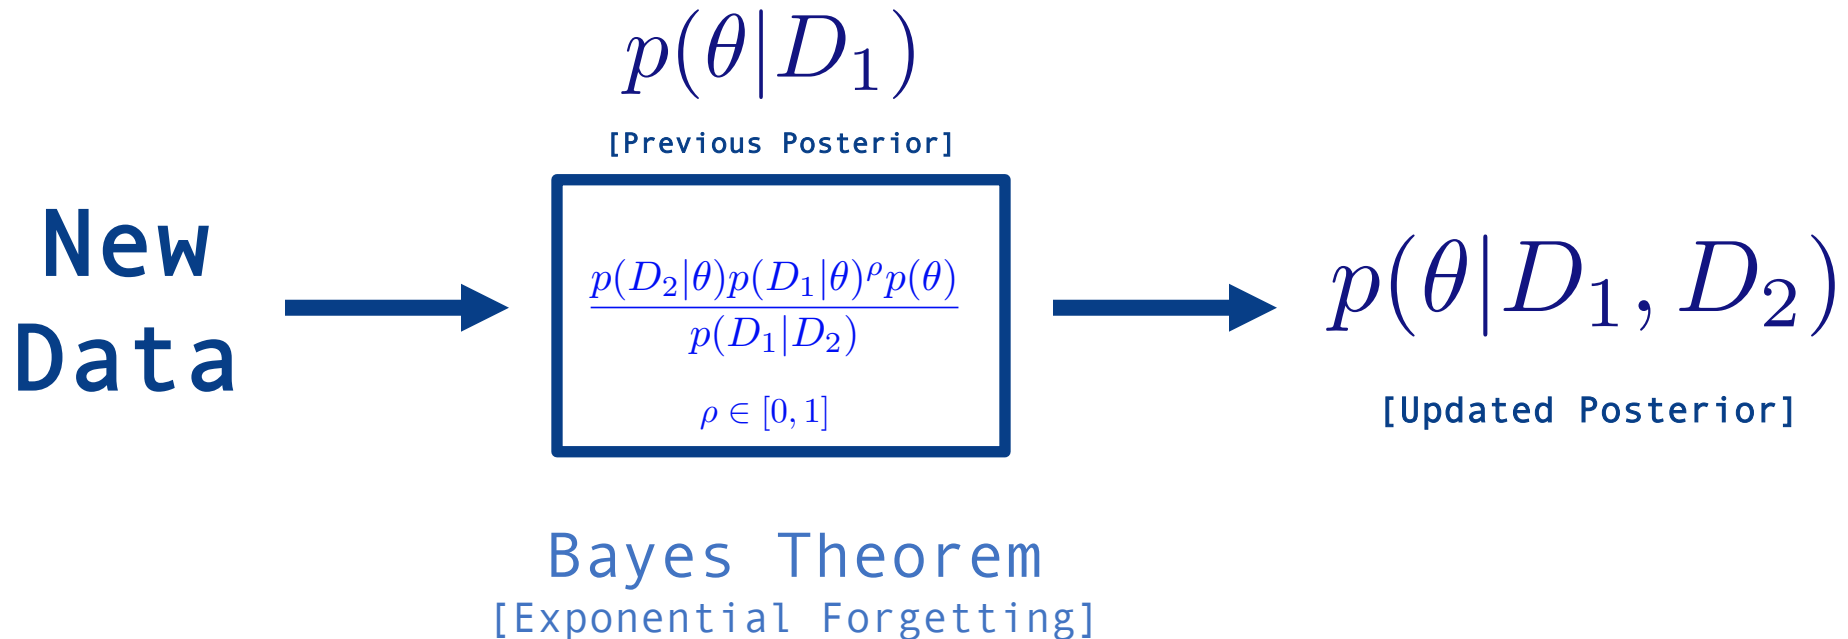 p(θ|D₁)
[Previous Posterior]
New
Data
p(D₂|θ)p(D₁|θ)^ρ p(θ)
p(D₁|D₂)
ρ ∈ [0, 1]
p(θ|D₁, D₂)
[Updated Posterior]
Bayes Theorem
[Exponential Forgetting]